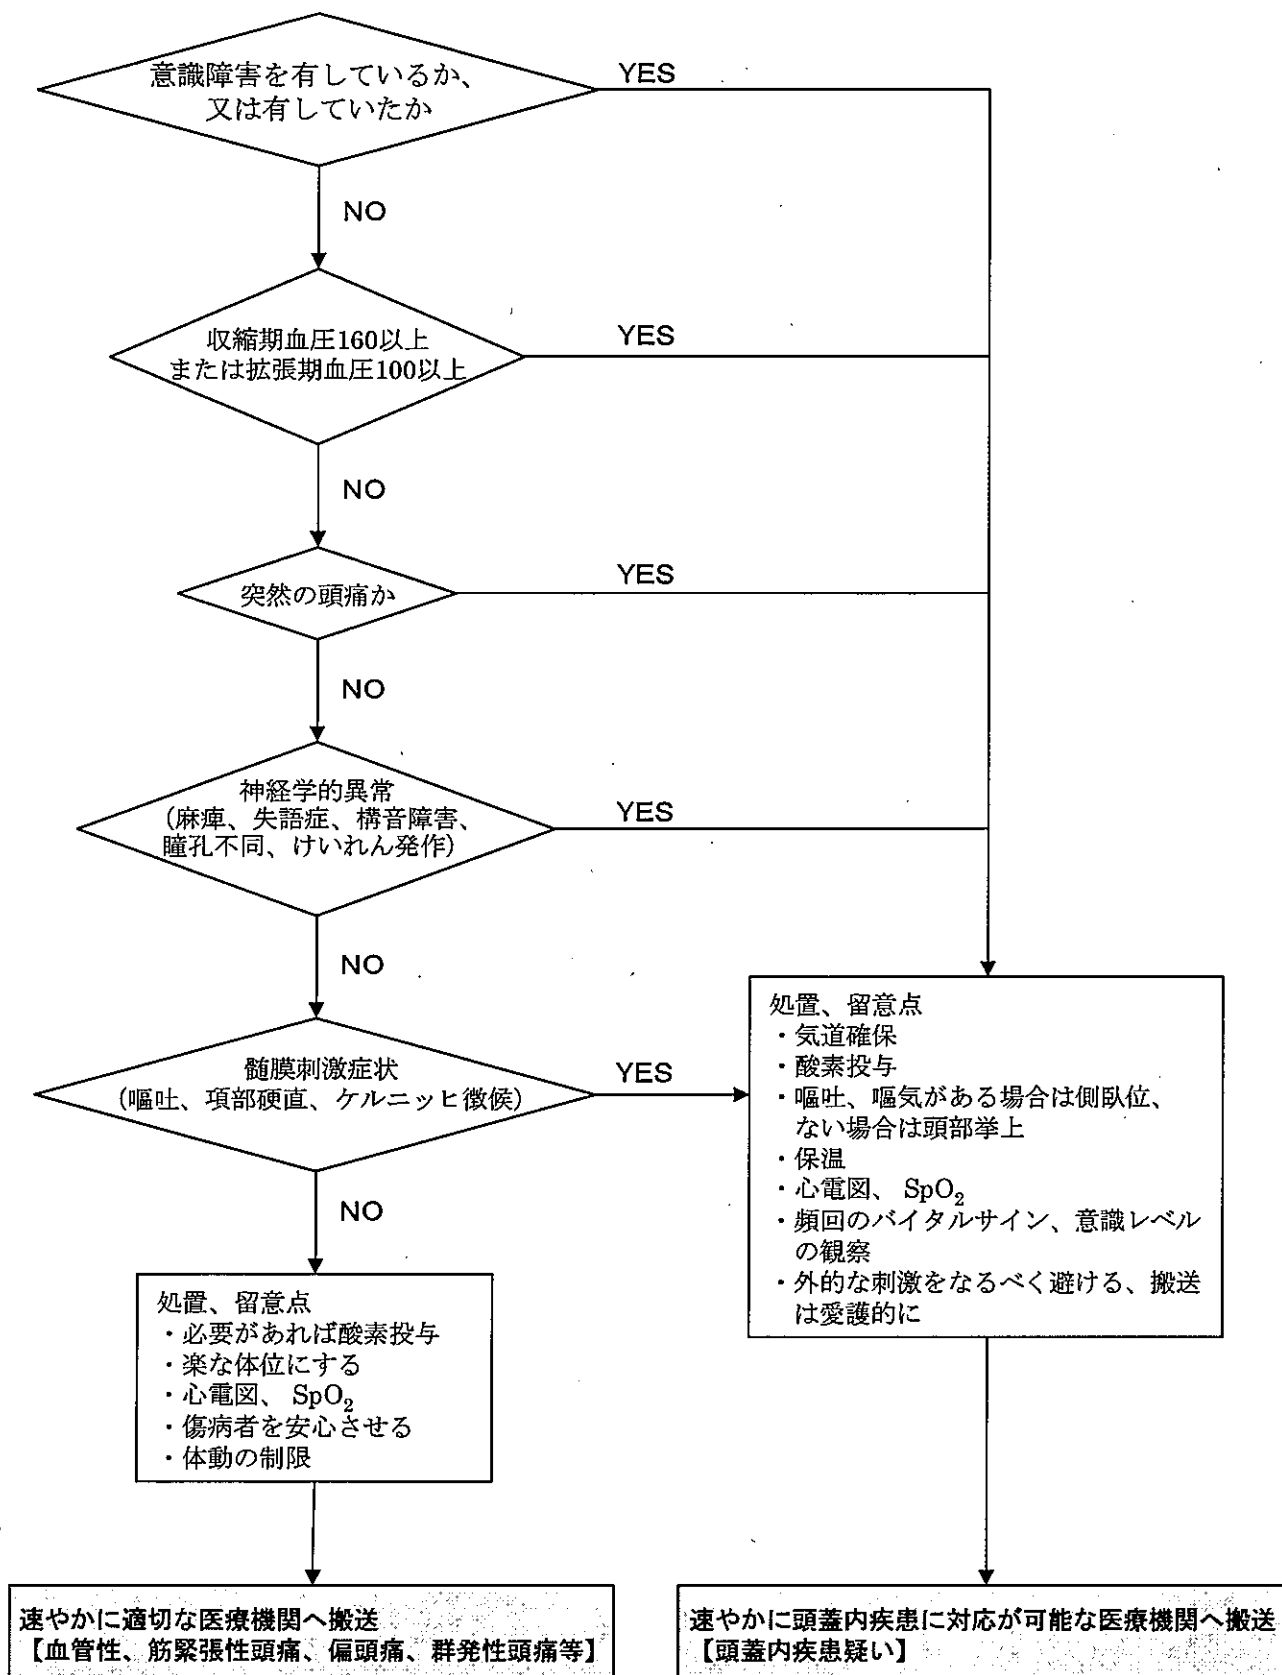 意識障害を有しているか、
又は有していたか
YES
NO
収縮期血圧160以上
または拡張期血圧100以上
YES
NO
突然の頭痛か
YES
NO
神経学的異常
(麻痺、失語症、構音障害、
瞳孔不同、けいれん発作)
YES
NO
髄膜刺激症状
(嘔吐、項部硬直、ケルニッヒ徴候)
YES
NO
処置、留意点
・気道確保
・酸素投与
・嘔吐、嘔気がある場合は側臥位、
ない場合は頭部挙上
・保温
・心電図、 SpO₂
・頻回のバイタルサイン、意識レベル
の観察
・外的な刺激をなるべく避ける、搬送
は愛護的に
処置、留意点
・必要があれば酸素投与
・楽な体位にする
・心電図、 SpO₂
・傷病者を安心させる
・体動の制限
速やかに適切な医療機関へ搬送
【血管性、筋緊張性頭痛、偏頭痛、群発性頭痛等】
速やかに頭蓋内疾患に対応が可能な医療機関へ搬送
【頭蓋内疾患疑い】